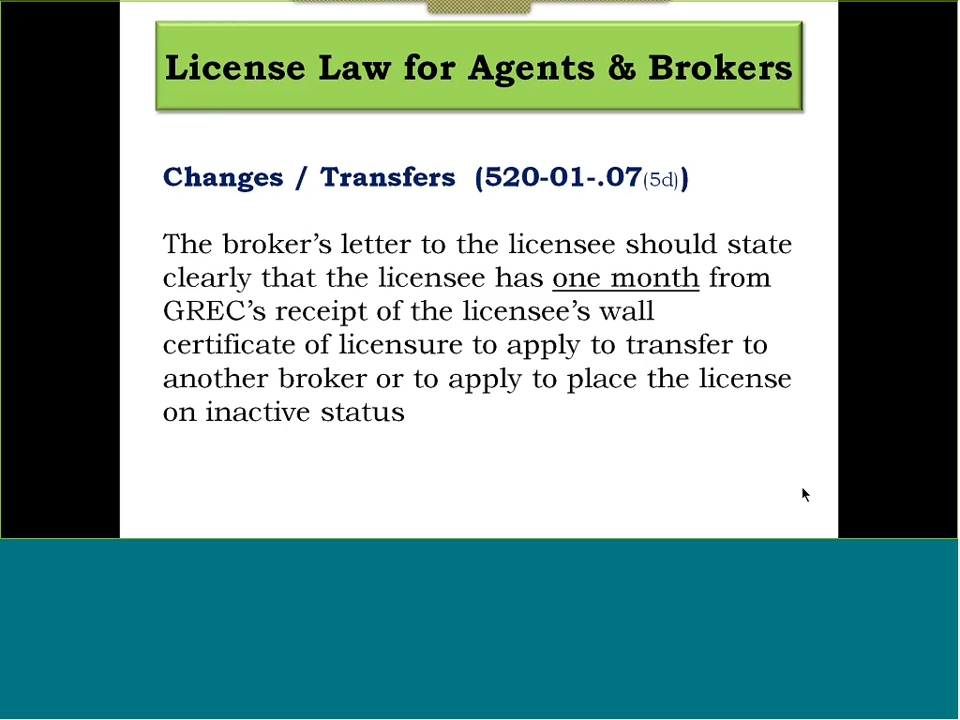 License Law for Agents & Brokers
Changes / Transfers (520-01-.07(5d))
The broker’s letter to the licensee should state
clearly that the licensee has one month from
GREC’s receipt of the licensee’s wall
certificate of licensure to apply to transfer to
another broker or to apply to place the license
on inactive status